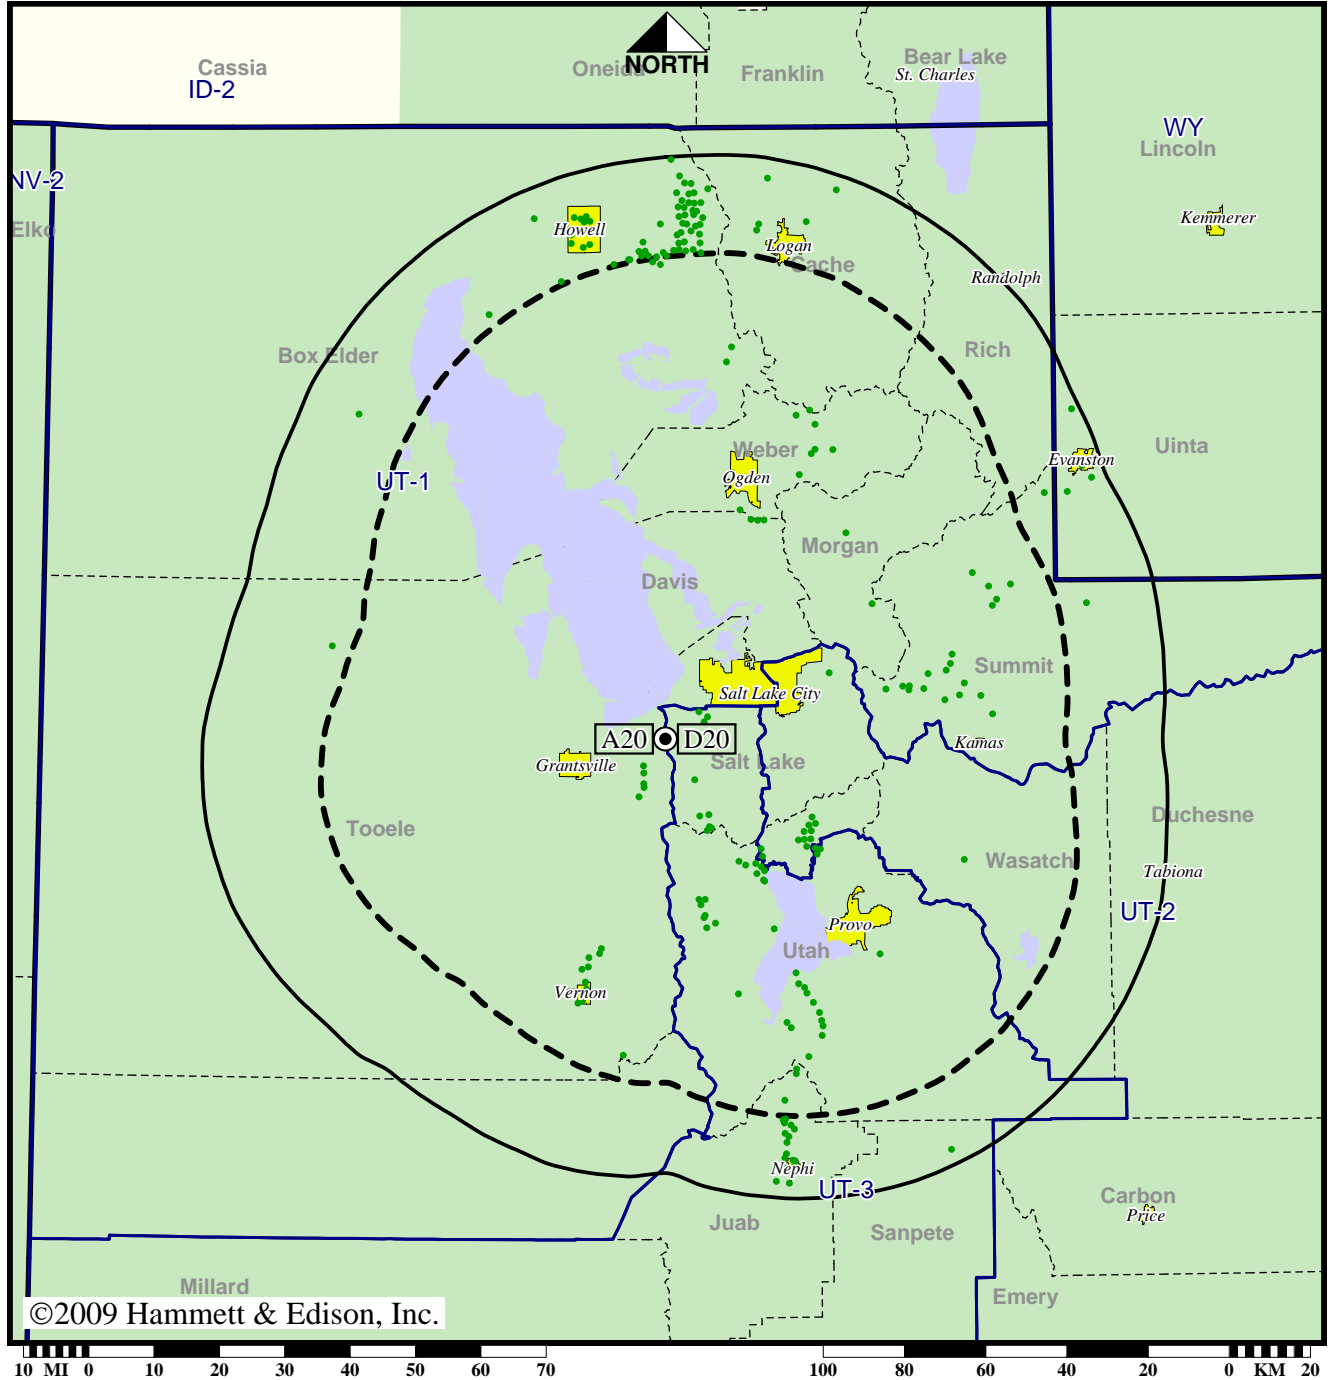 Cassia
ID-2
Oneida
NORTH
Franklin
Bear Lake
St. Charles
WY
Lincoln
NV-2
Elko
Howell
Logan
Cache
Kemmerer
Randolph
Box Elder
Rich
UT-1
Weber
Ogden
Evanston
Uinta
Morgan
Davis
Summit
Salt Lake City
A20 D20
Kamas
Grantsville
Salt Lake
Tooele
Duchesne
Wasatch
Tabiona
UT-2
Provo
Utah
Vernon
Nephi
UT-3
Carbon
Price
Juab
Sanpete
Millard
Emery
©2009 Hammett & Edison, Inc.
10 MI 0 10 20 30 40 50 60 70 100 80 60 40 20 0 KM 20